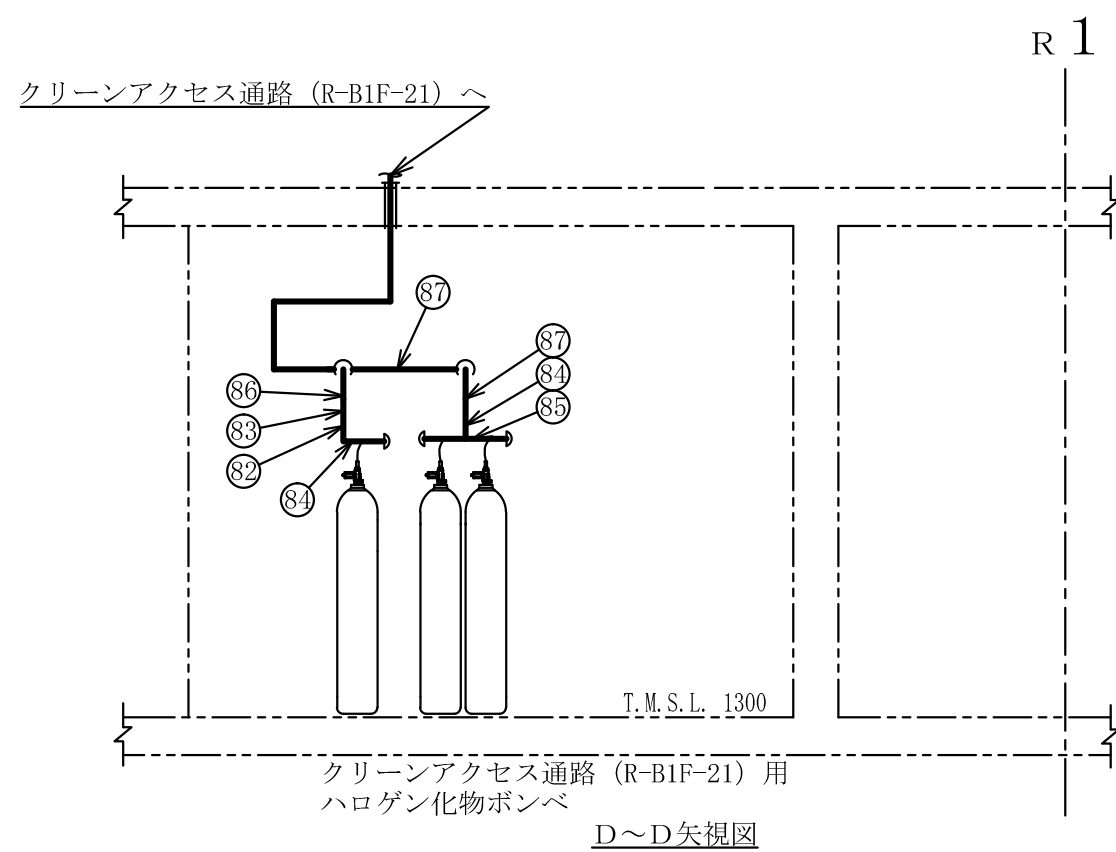 R 1
クリーンアクセス通路 (R-B1F-21) へ
87
87
84
85
86
83
82
84
T.M.S.L. 1300
クリーンアクセス通路 (R-B1F-21) 用
ハロゲン化物ボンベ
D～D矢視図